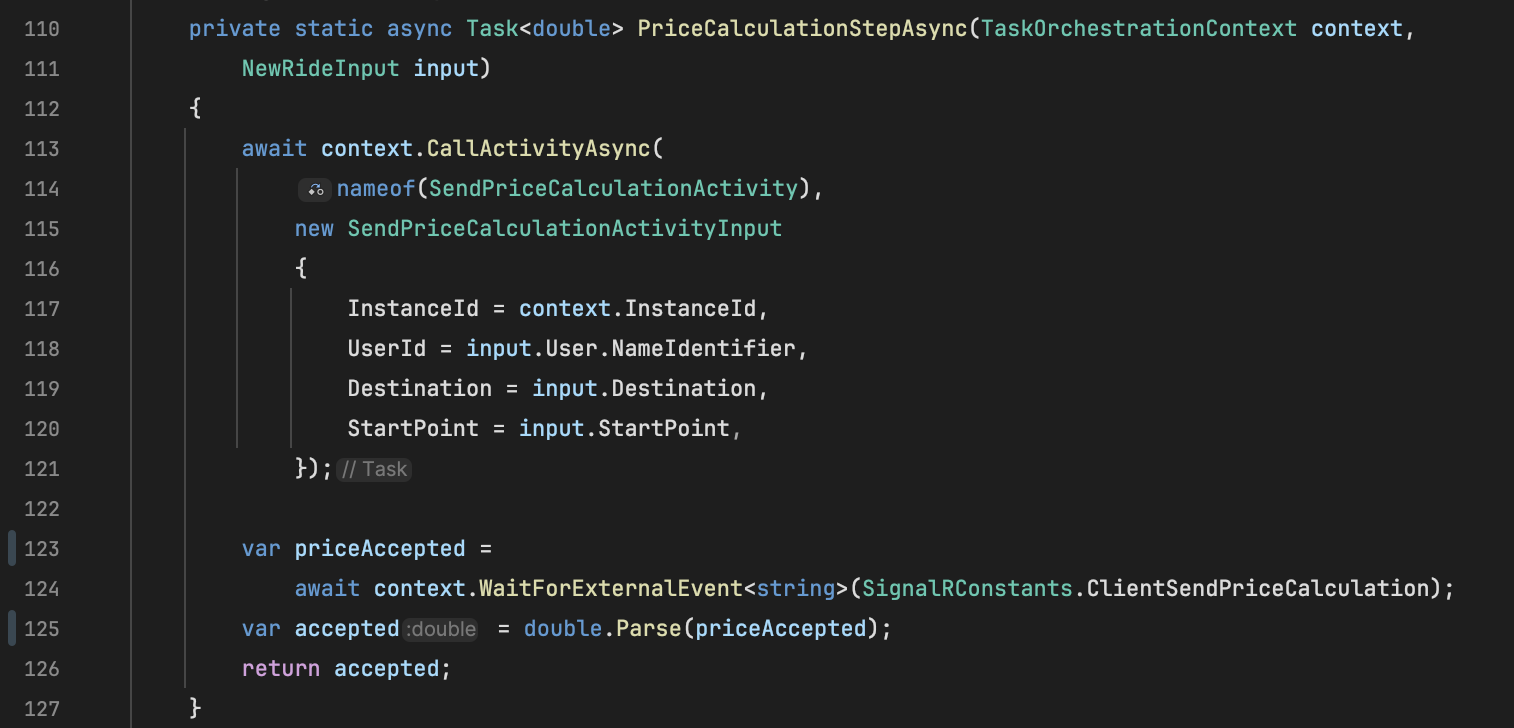 110 private static async Task<double> PriceCalculationStepAsync(TaskOrchestrationContext context,
111 NewRideInput input)
112 {
113 await context.CallActivityAsync(
114 nameof(SendPriceCalculationActivity),
115 new SendPriceCalculationActivityInput
116 {
117 InstanceId = context.InstanceId,
118 UserId = input.User.NameIdentifier,
119 Destination = input.Destination,
120 StartPoint = input.StartPoint,
121 }); // Task
122
123 var priceAccepted =
124 await context.WaitForExternalEvent<string>(SignalRConstants.ClientSendPriceCalculation);
125 var accepted :double = double.Parse(priceAccepted);
126 return accepted;
127 }